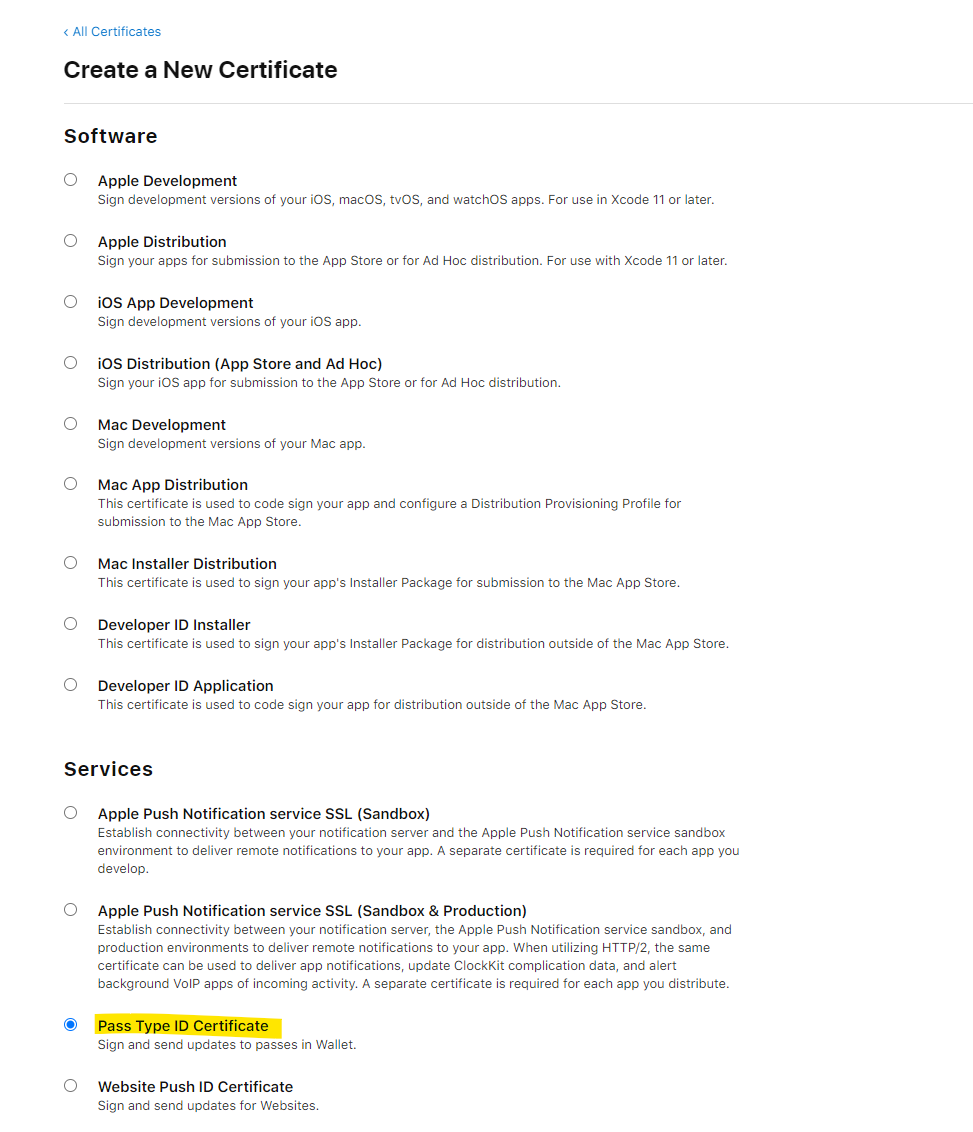 ‹ All Certificates
Create a New Certificate
Software
Apple Development
Sign development versions of your iOS, macOS, tvOS, and watchOS apps. For use in Xcode 11 or later.
Apple Distribution
Sign your apps for submission to the App Store or for Ad Hoc distribution. For use with Xcode 11 or later.
iOS App Development
Sign development versions of your iOS app.
iOS Distribution (App Store and Ad Hoc)
Sign your iOS app for submission to the App Store or for Ad Hoc distribution.
Mac Development
Sign development versions of your Mac app.
Mac App Distribution
This certificate is used to code sign your app and configure a Distribution Provisioning Profile for
submission to the Mac App Store.
Mac Installer Distribution
This certificate is used to sign your app's Installer Package for submission to the Mac App Store.
Developer ID Installer
This certificate is used to sign your app's Installer Package for distribution outside of the Mac App Store.
Developer ID Application
This certificate is used to code sign your app for distribution outside of the Mac App Store.
Services
Apple Push Notification service SSL (Sandbox)
Establish connectivity between your notification server and the Apple Push Notification service sandbox
environment to deliver remote notifications to your app. A separate certificate is required for each app you
develop.
Apple Push Notification service SSL (Sandbox & Production)
Establish connectivity between your notification server, the Apple Push Notification service sandbox, and
production environments to deliver remote notifications to your app. When utilizing HTTP/2, the same
certificate can be used to deliver app notifications, update ClockKit complication data, and alert
background VoIP apps of incoming activity. A separate certificate is required for each app you distribute.
Pass Type ID Certificate
Sign and send updates to passes in Wallet.
Website Push ID Certificate
Sign and send updates for Websites.